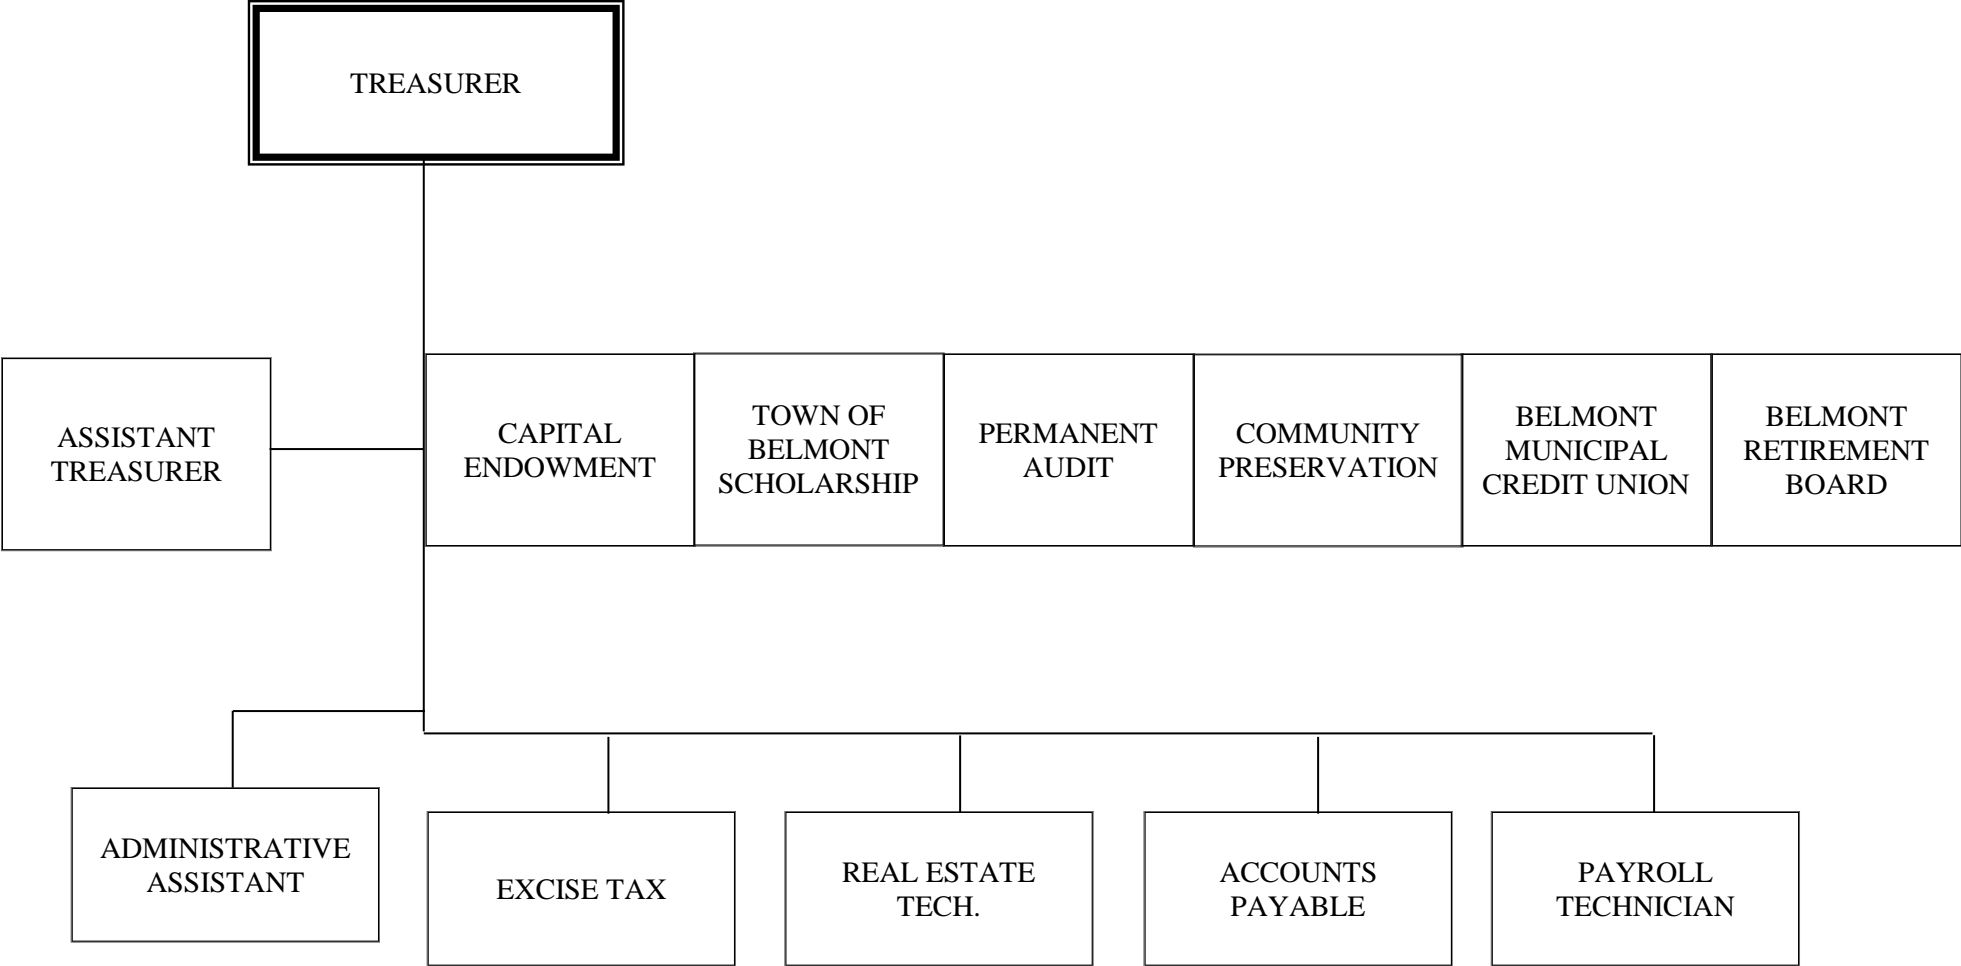 TREASURER
ASSISTANT
TREASURER
CAPITAL
ENDOWMENT
TOWN OF
BELMONT
SCHOLARSHIP
PERMANENT
AUDIT
COMMUNITY
PRESERVATION
BELMONT
MUNICIPAL
CREDIT UNION
BELMONT
RETIREMENT
BOARD
ADMINISTRATIVE
ASSISTANT
EXCISE TAX
REAL ESTATE
TECH.
ACCOUNTS
PAYABLE
PAYROLL
TECHNICIAN